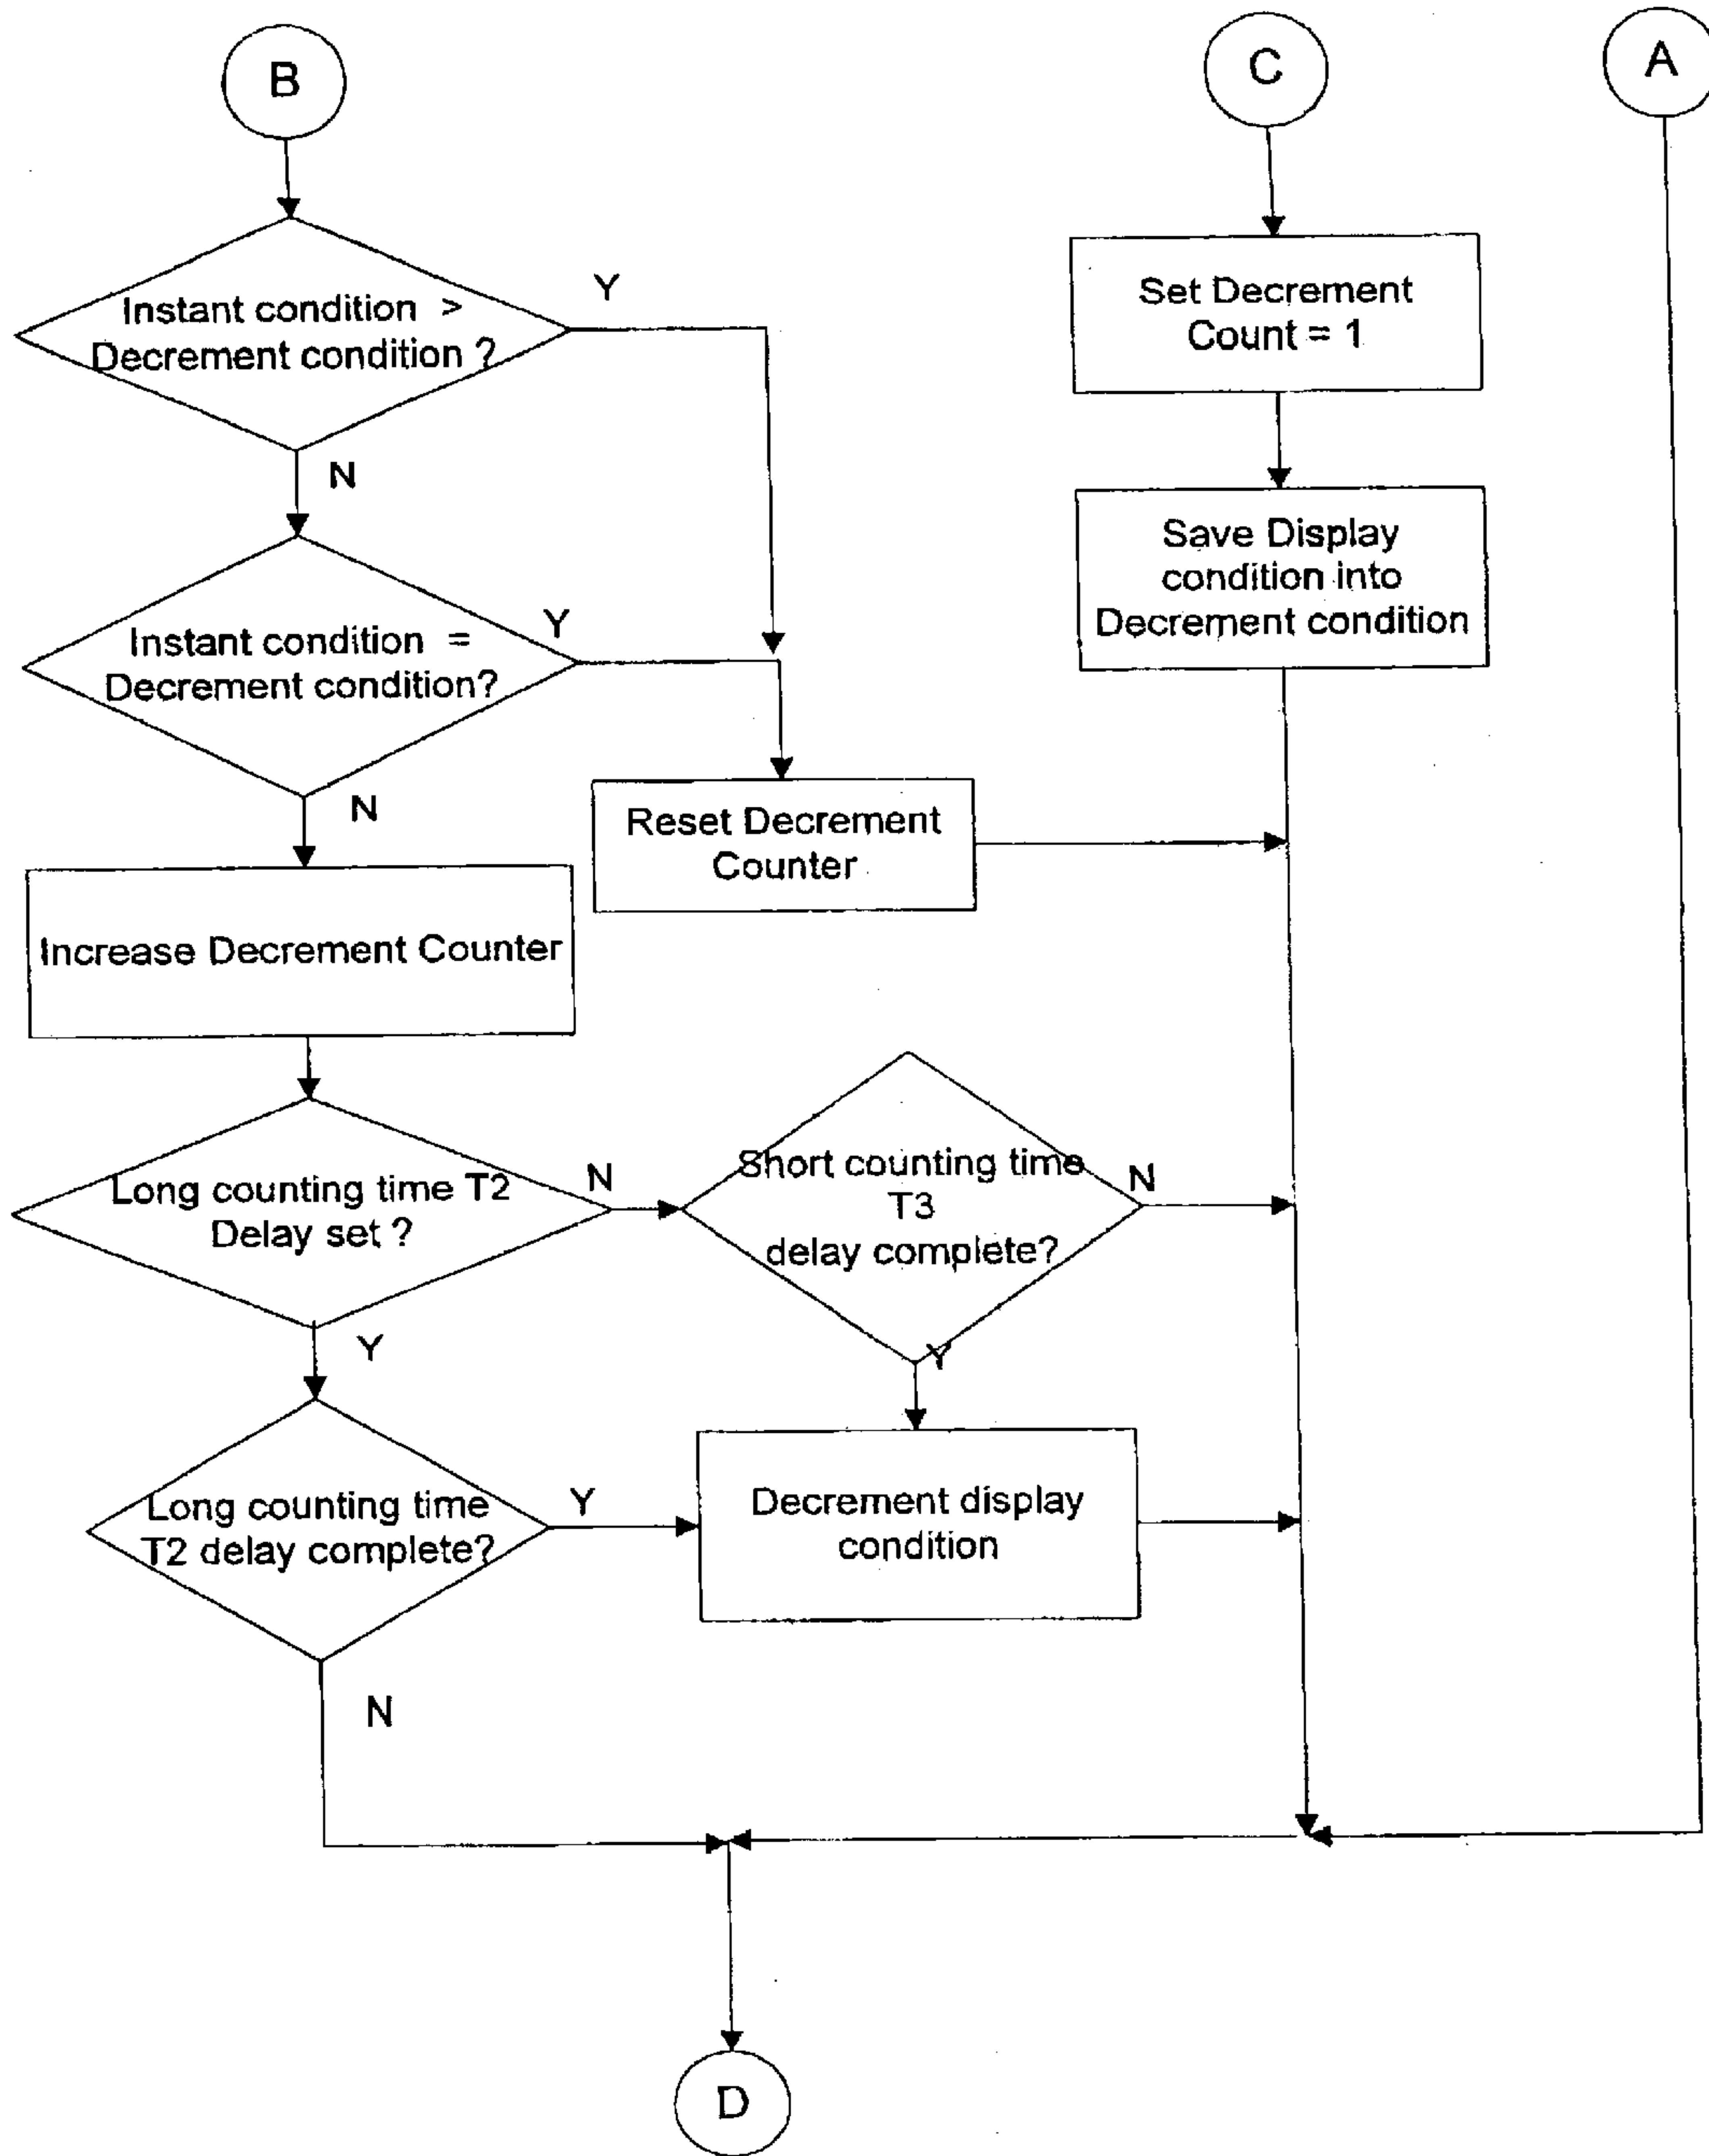 B
C
A
Instant condition >
Decrement condition ?
Y
N
Set Decrement
Count = 1
Save Display
condition into
Decrement condition
Instant condition =
Decrement condition?
Y
N
Reset Decrement
Counter
Increase Decrement Counter
Long counting time T2
Delay set ?
N
Y
Short counting time
T3
delay complete?
N
Y
Long counting time
T2 delay complete?
Y
N
Decrement display
condition
D